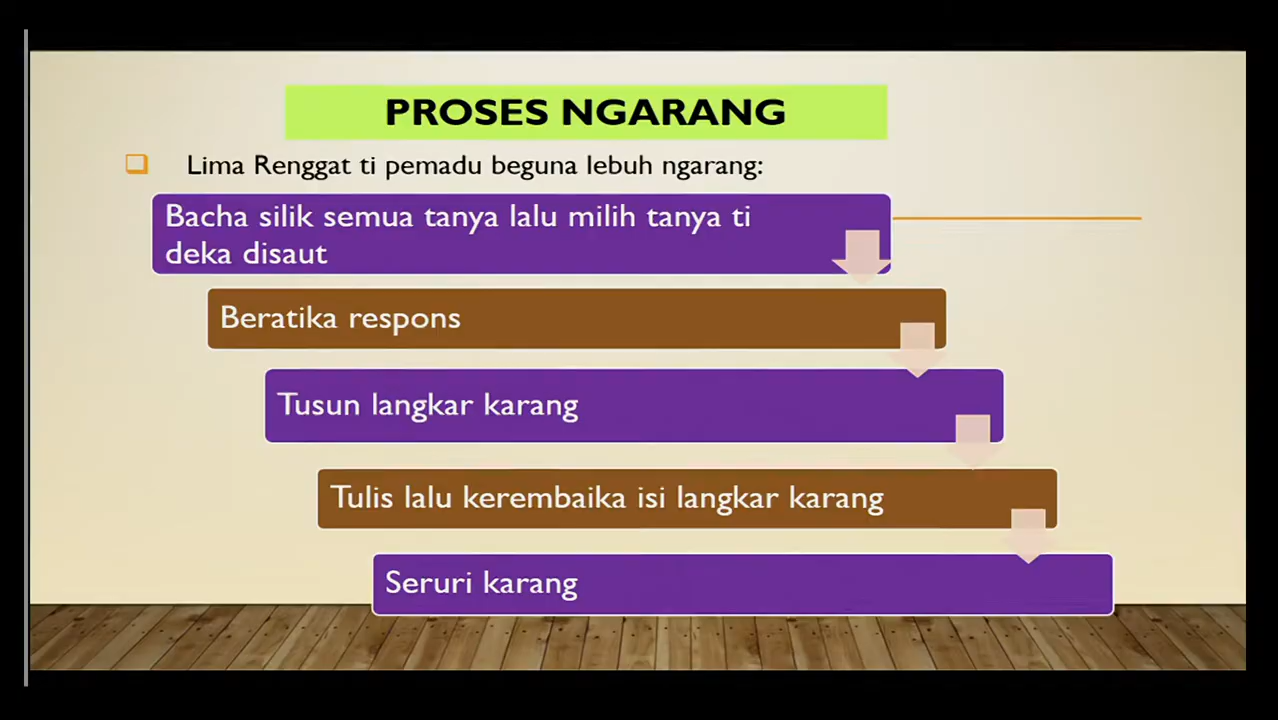 PROSES NGARANG
Lima Renggat ti pemadu beguna lebuh ngarang:
Bacha silik semua tanya lalu milih tanya ti
deka disaut
Beratika respons
Tusun langkar karang
Tulis lalu kerembaika isi langkar karang
Seruri karang